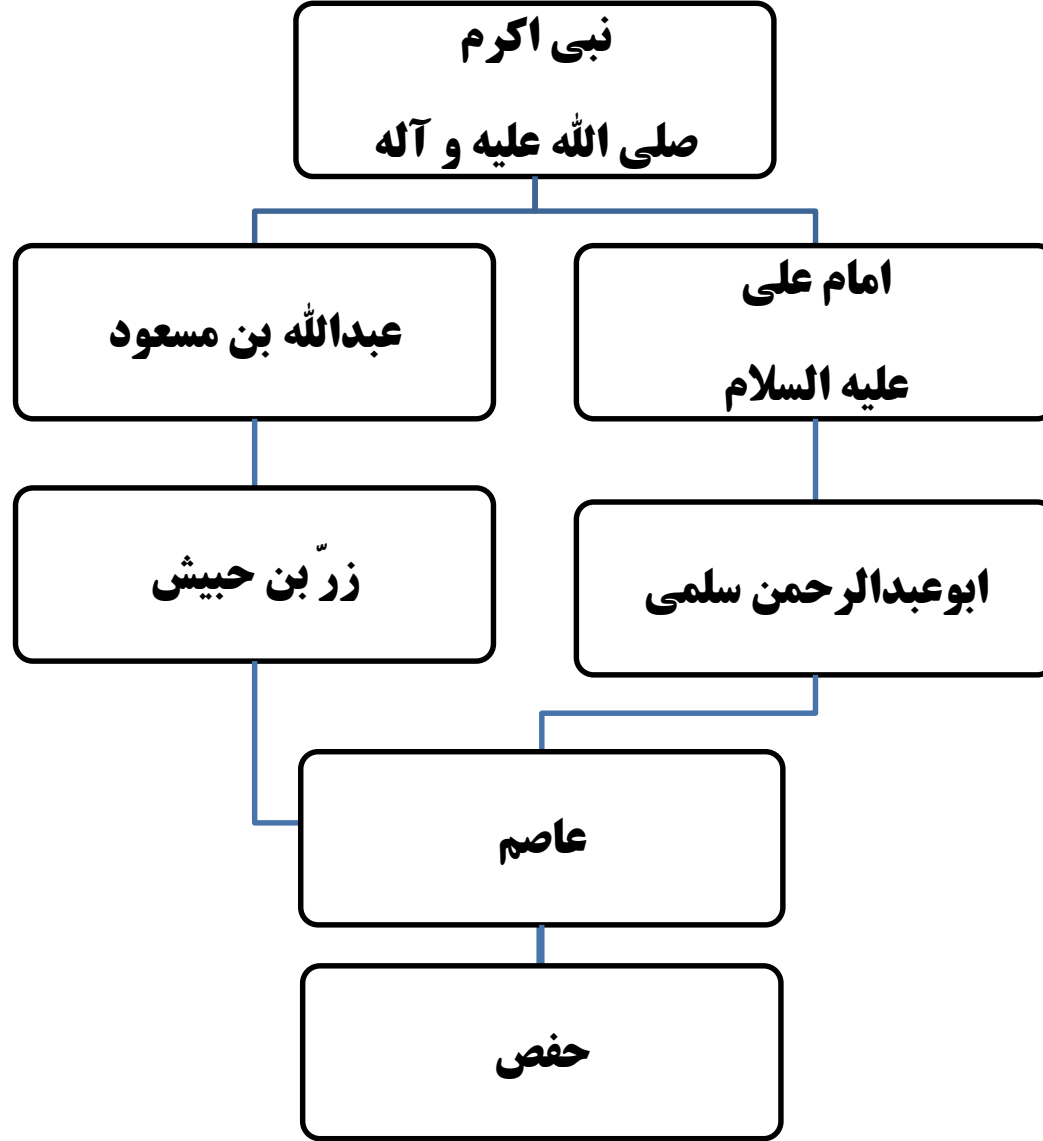 نبی اکرم
صلی الله علیه و آله
امام علی
علیه السلام
عبدالله بن مسعود
ابوعبدالرحمن سلمی
زرّ بن حبیش
عاصم
حفص